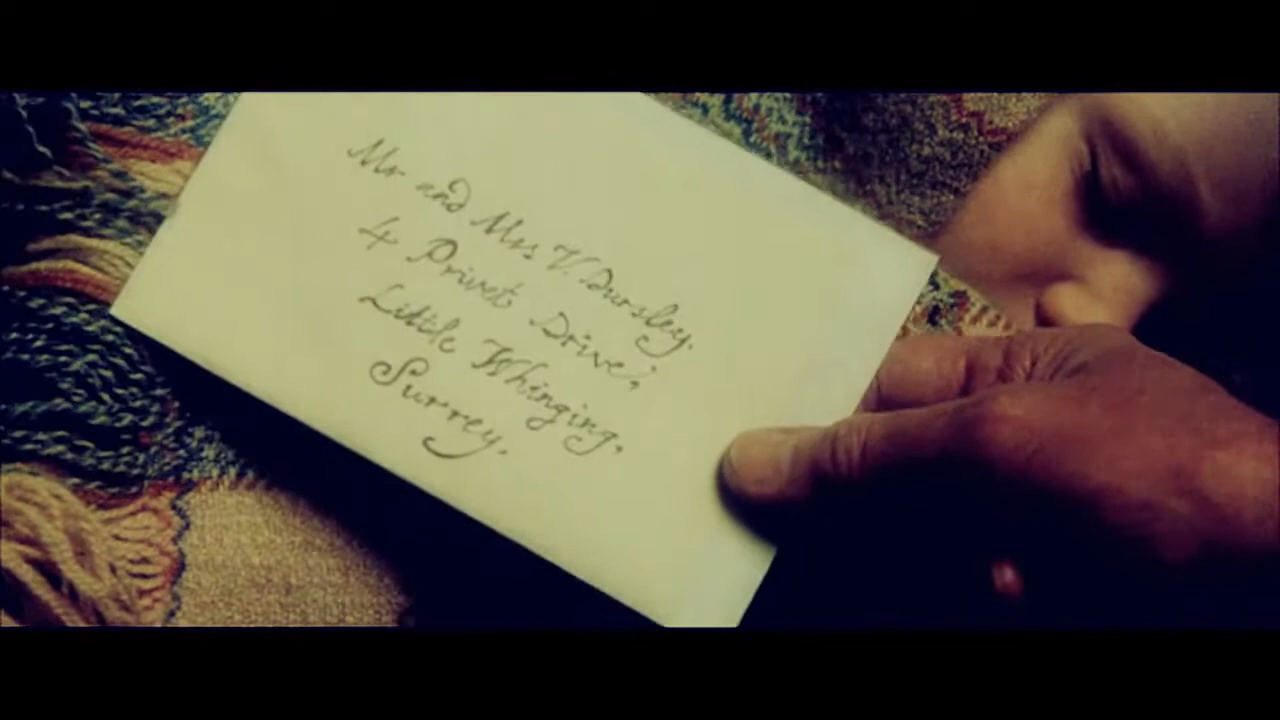 Mr and Mrs V. Dursley.
4 Privet Drive,
Little Whinging,
Surrey.